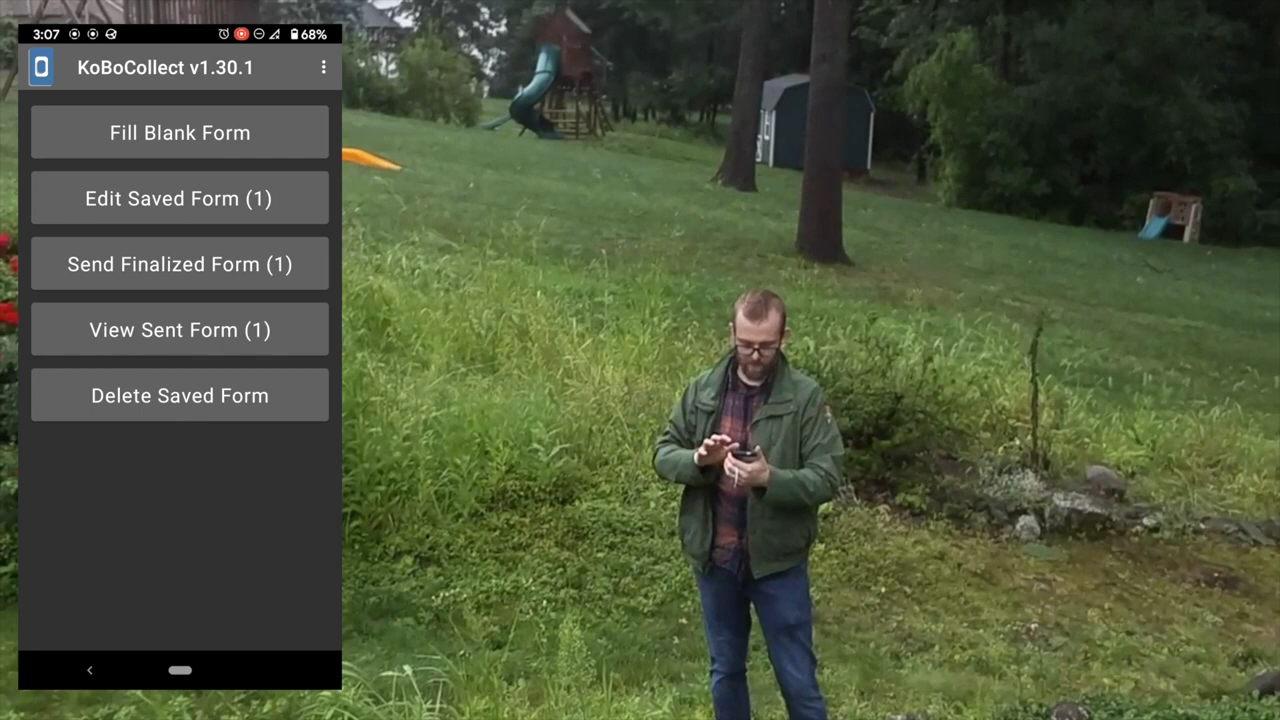 3:07 68%
KoBoCollect v1.30.1
Fill Blank Form
Edit Saved Form (1)
Send Finalized Form (1)
View Sent Form (1)
Delete Saved Form